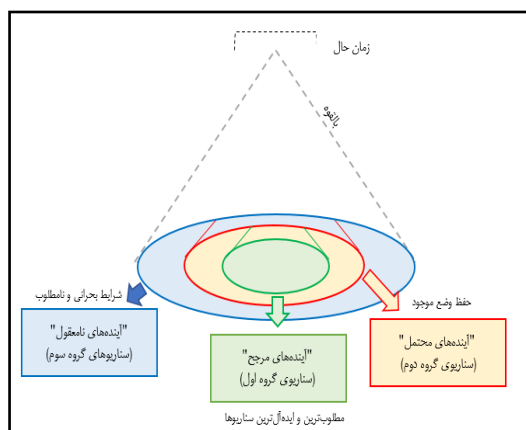 زمان حال
بالقوه
شرایط بحرانی و نامطلوب
حفظ وضع موجود
"آینده‌های نامعقول"
(سناریوهای گروه سوم)
"آینده‌های مرجح"
(سناریوی گروه اول)
"آینده‌های محتمل"
(سناریوی گروه دوم)
مطلوب‌ترین و ایده‌آل‌ترین سناریوها